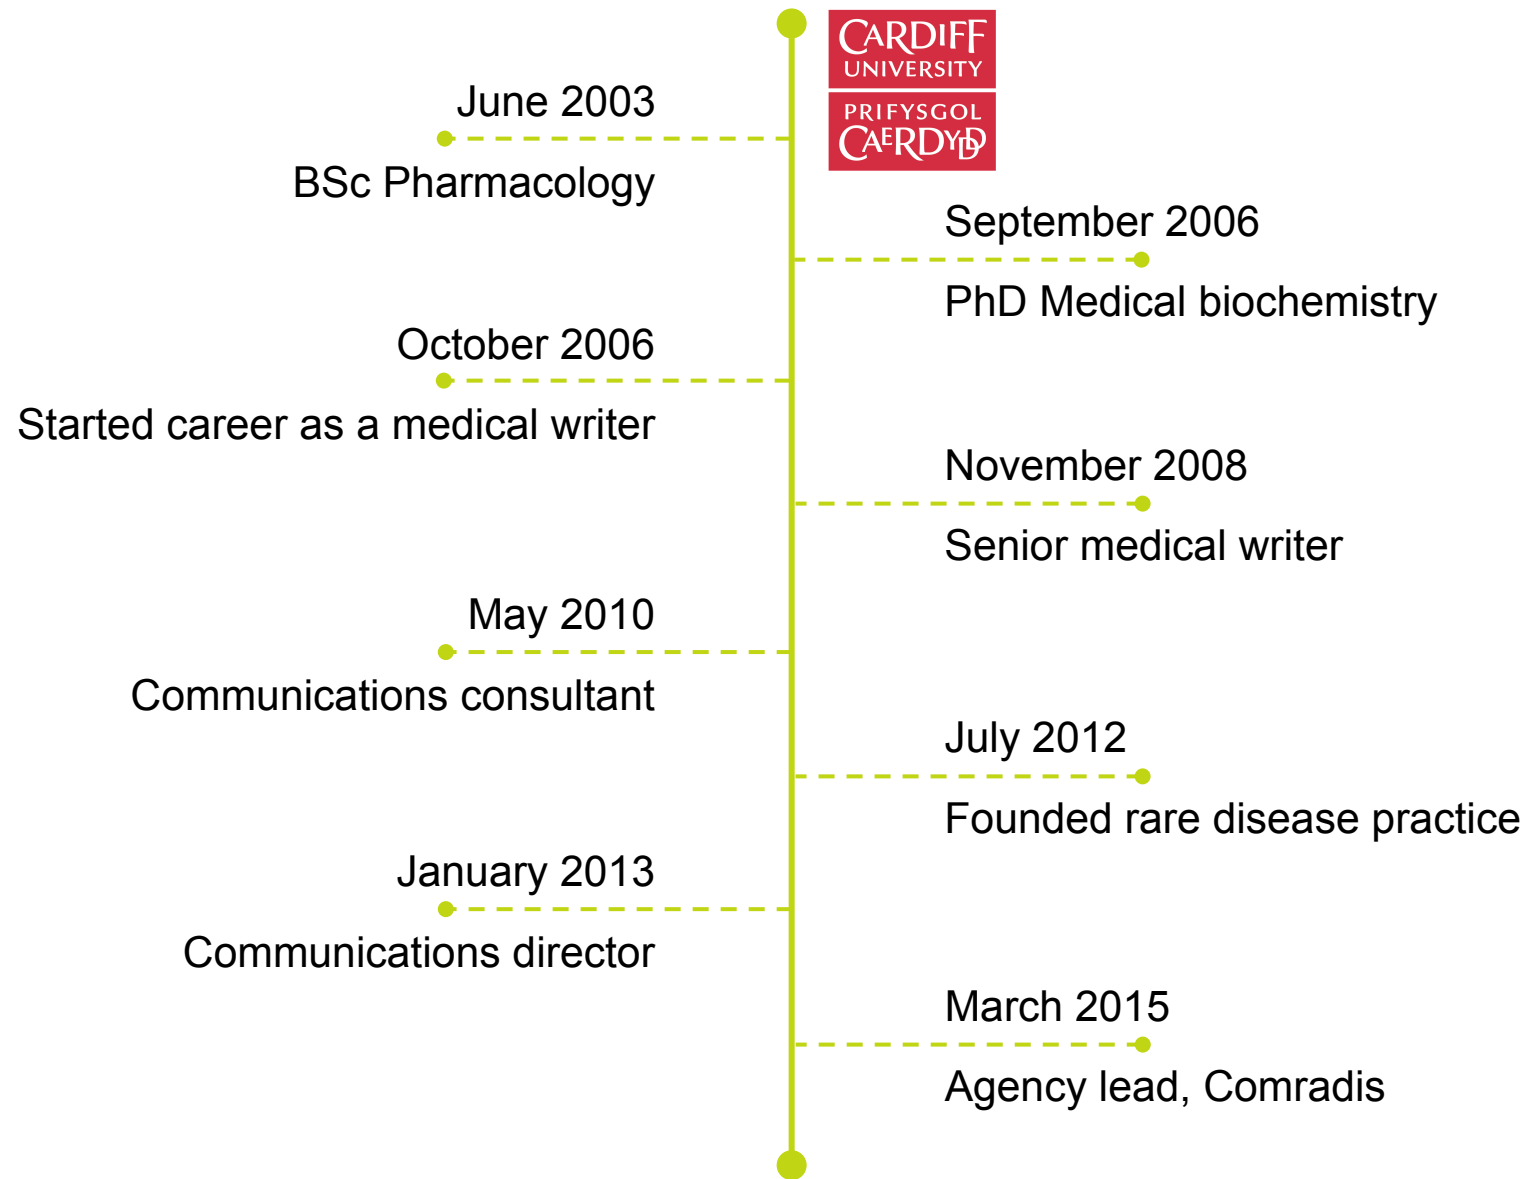 CARDIFF
UNIVERSITY
PRIFYSGOL
CAERDYDD
June 2003
BSc Pharmacology
September 2006
PhD Medical biochemistry
October 2006
Started career as a medical writer
November 2008
Senior medical writer
May 2010
Communications consultant
July 2012
Founded rare disease practice
January 2013
Communications director
March 2015
Agency lead, Comradis